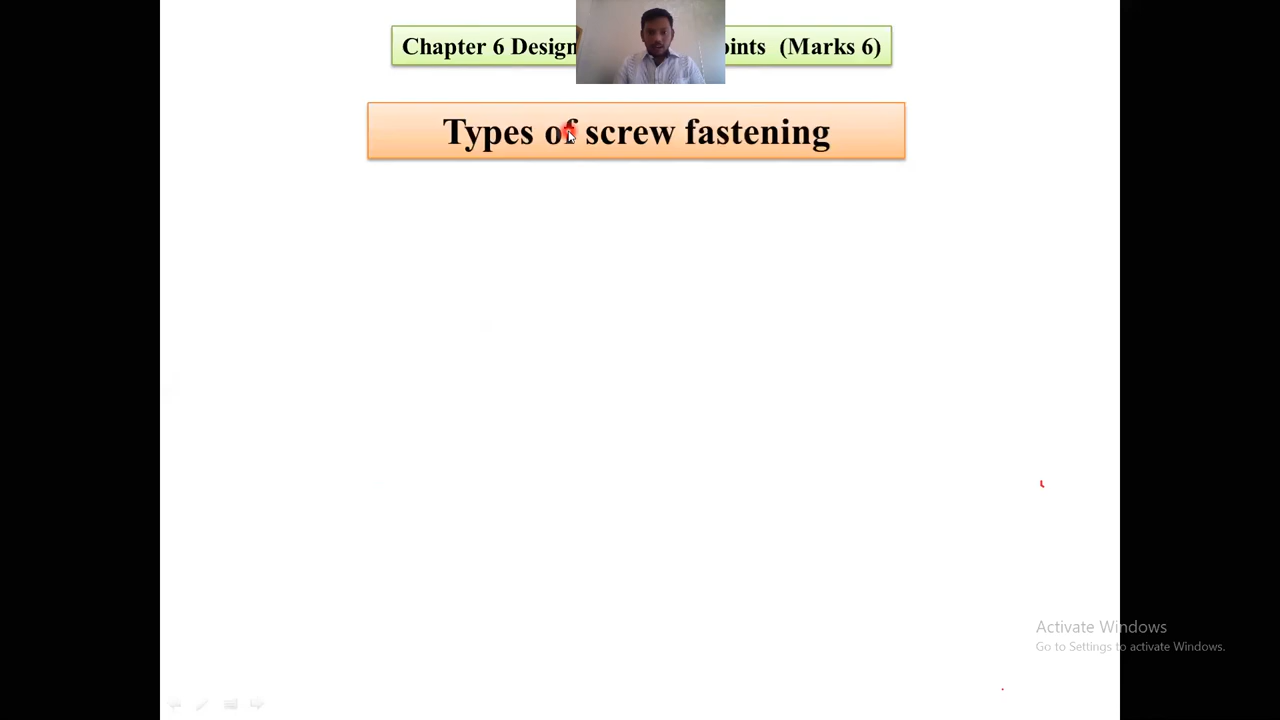 Chapter 6 Design oints (Marks 6)
Types of screw fastening
Activate Windows
Go to Settings to activate Windows.